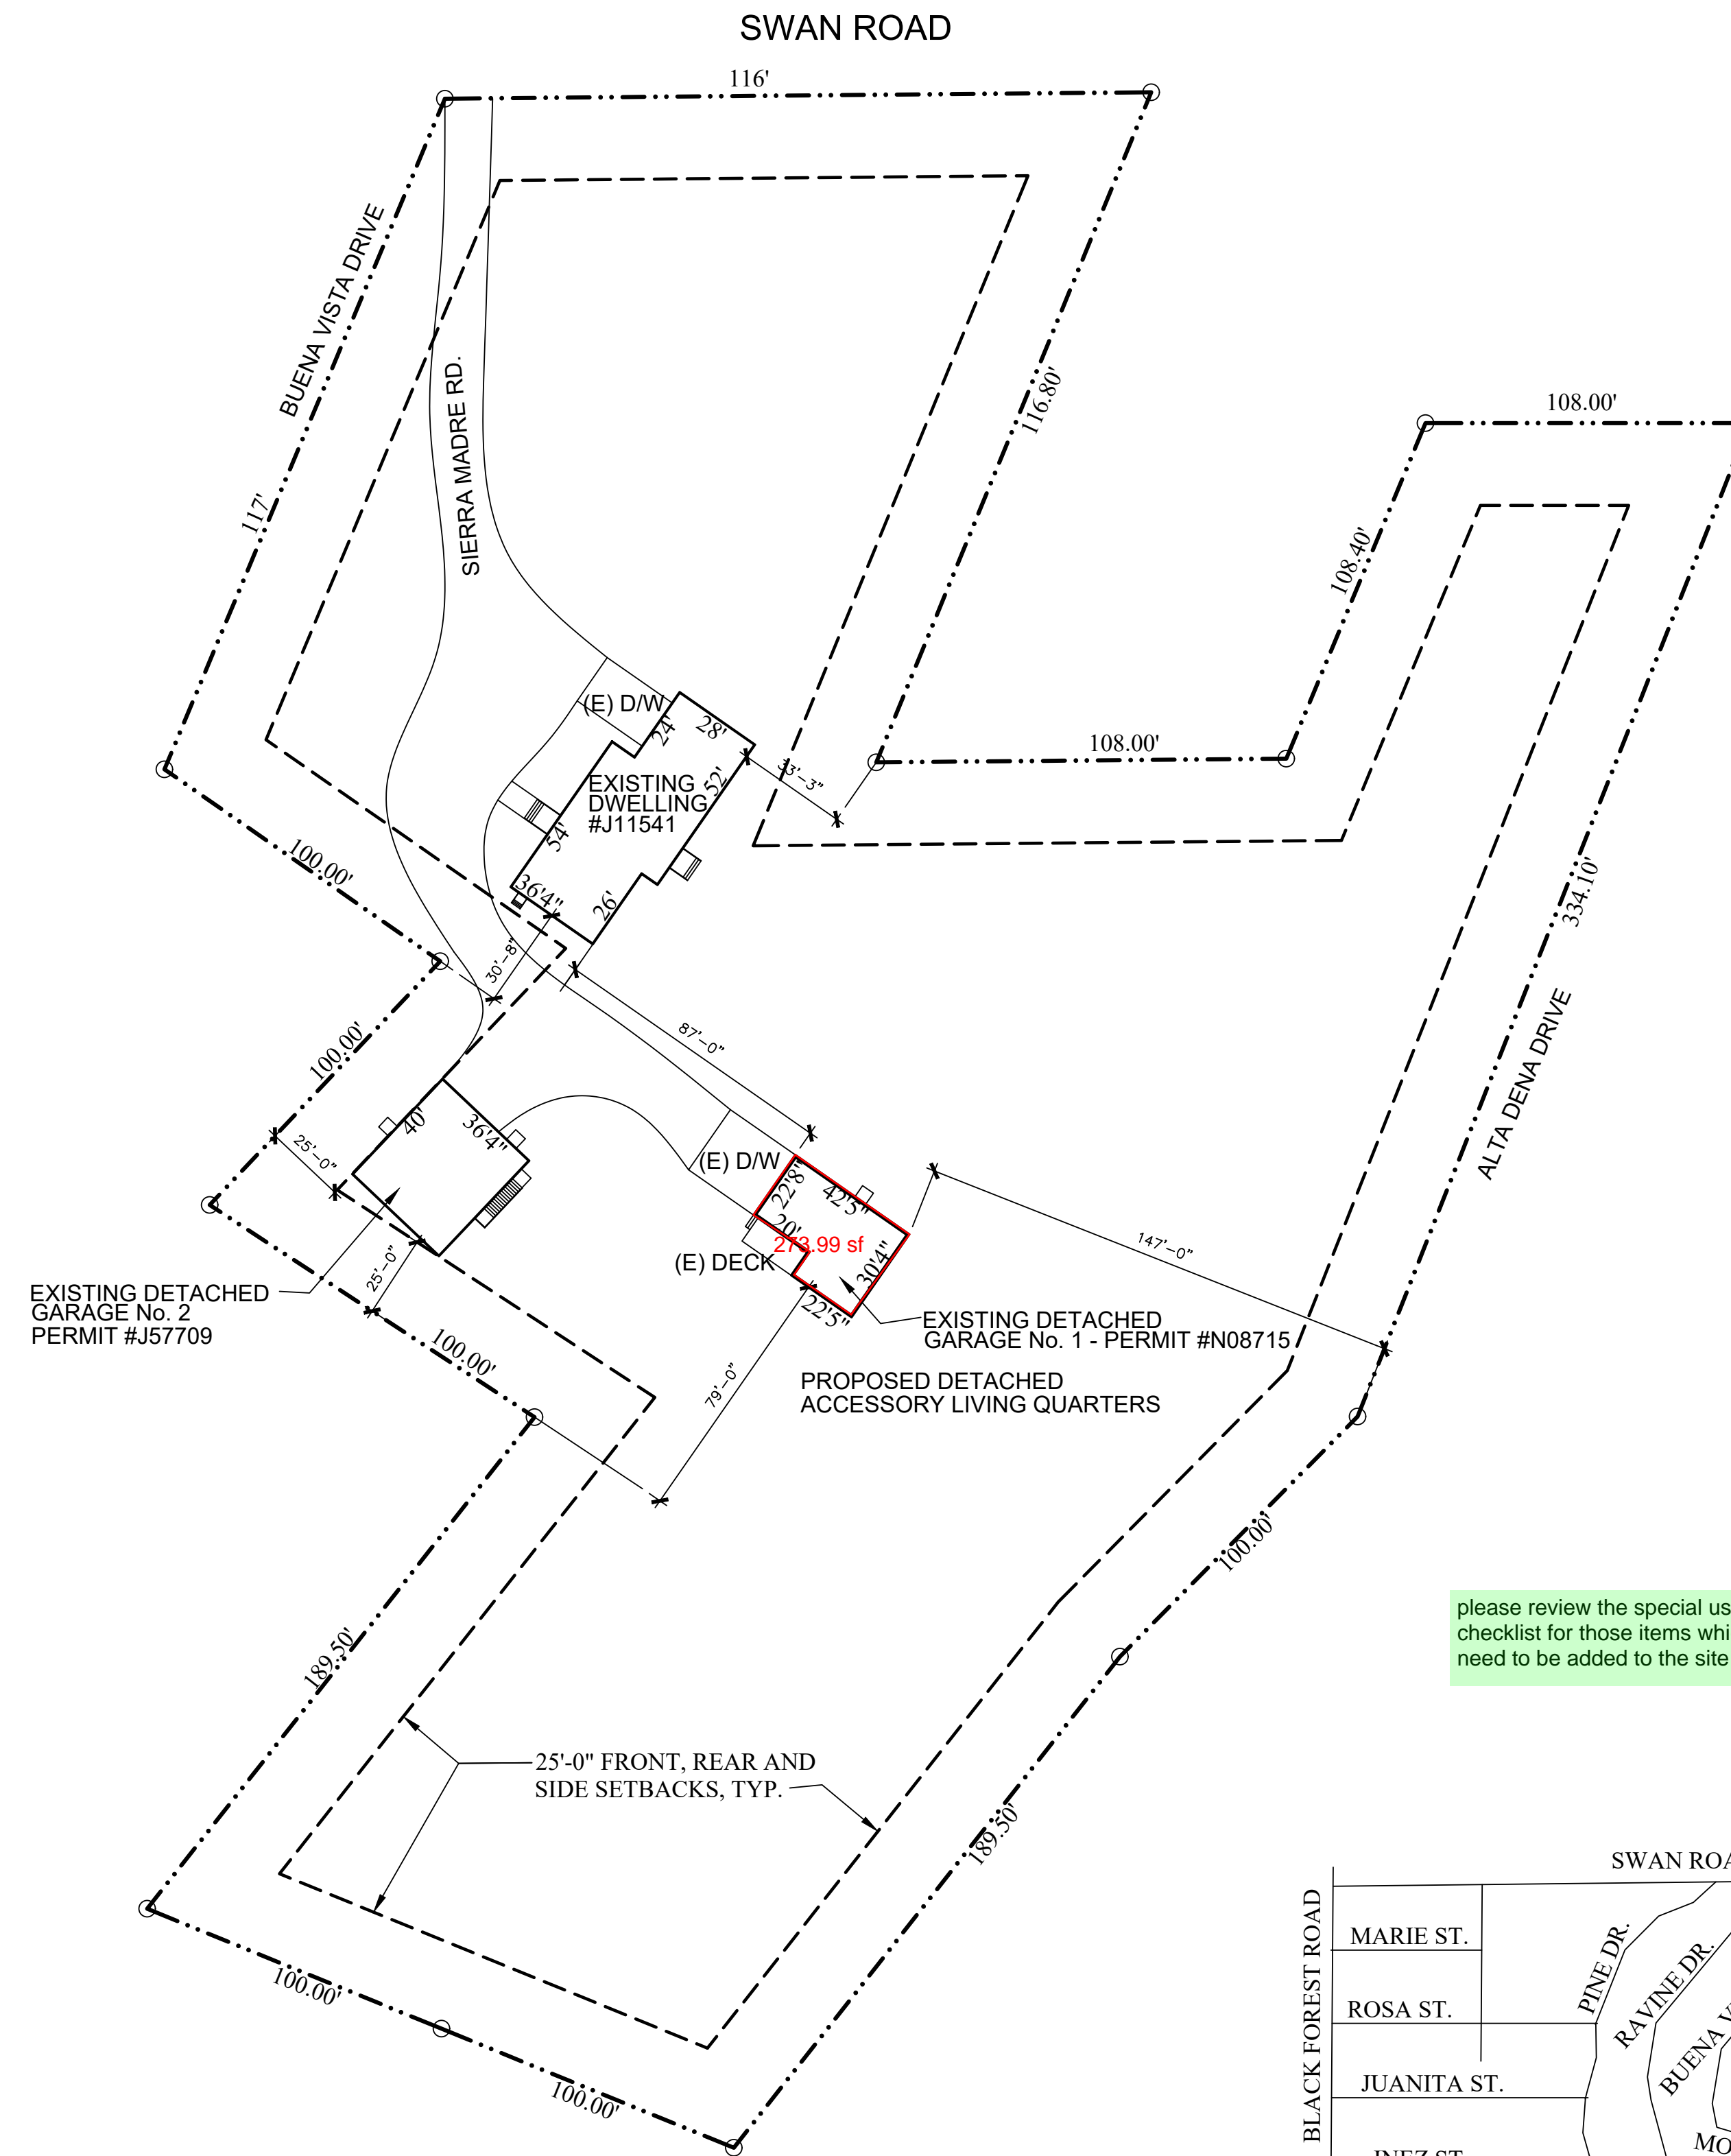 SWAN ROAD
116'
BUENA VISTA DRIVE
117'
SIERRA MADRE RD.
116.80'
108.00'
108.40'
108.00'
334.10'
ALTA DENA DRIVE
(E) D/W
24'
28'
33'-3"
EXISTING
DWELLING
#J11541
52'
54'
36'4"
26'
30'-8"
100.00'
100.00'
87'-0"
40'
36'4"
25'-0"
25'-0"
(E) D/W
22'8"
42'5"
20'
273.99 sf
(E) DECK
30'4"
22'5"
147'-0"
EXISTING DETACHED
GARAGE No. 2
PERMIT #J57709
EXISTING DETACHED
GARAGE No. 1 - PERMIT #N08715
PROPOSED DETACHED
ACCESSORY LIVING QUARTERS
100.00'
79'-0"
100.00'
189.50'
please review the special us
checklist for those items whi
need to be added to the site
25'-0" FRONT, REAR AND
SIDE SETBACKS, TYP.
189.50'
100.00'
100.00'
SWAN ROA
BLACK FOREST ROAD
MARIE ST.
PINE DR.
RAVINE DR.
ROSA ST.
BUENA V
JUANITA ST.
MO
INEZ ST.